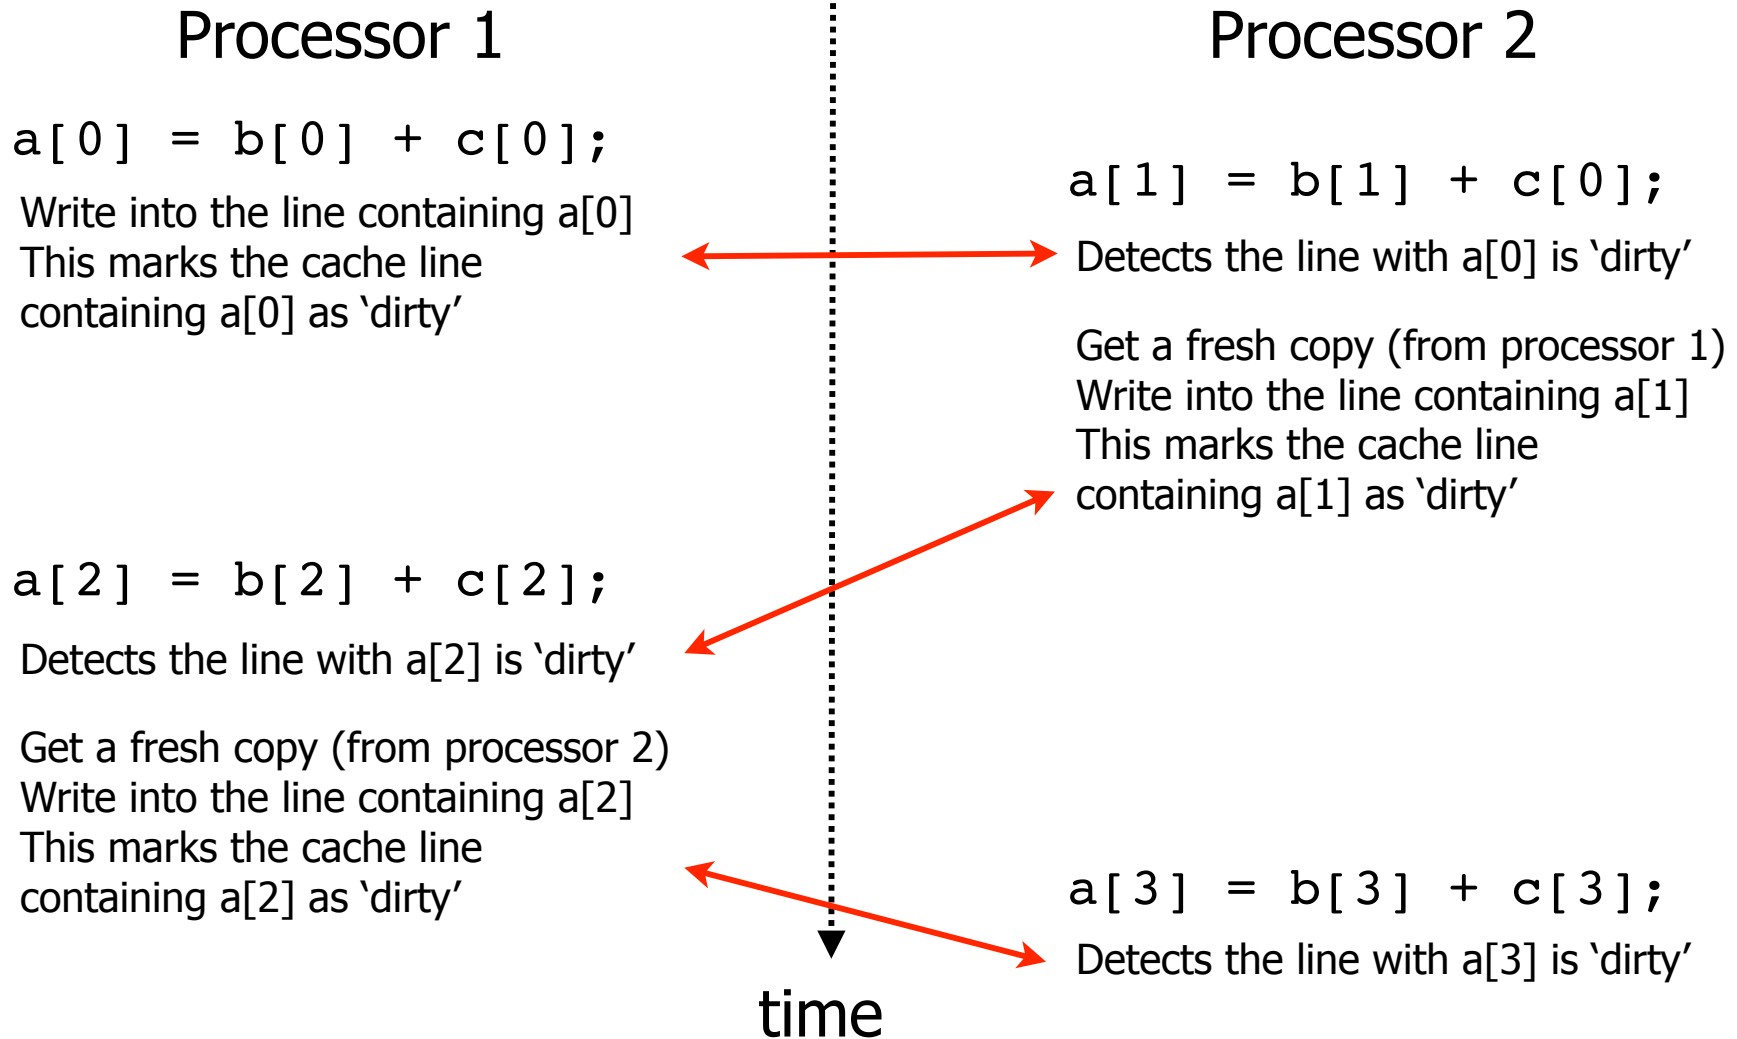 Processor 1
a[0] = b[0] + c[0];
Write into the line containing a[0]
This marks the cache line
containing a[0] as ‘dirty’
a[2] = b[2] + c[2];
Detects the line with a[2] is ‘dirty’
Get a fresh copy (from processor 2)
Write into the line containing a[2]
This marks the cache line
containing a[2] as ‘dirty’
time
Processor 2
a[1] = b[1] + c[0];
Detects the line with a[0] is ‘dirty’
Get a fresh copy (from processor 1)
Write into the line containing a[1]
This marks the cache line
containing a[1] as ‘dirty’
a[3] = b[3] + c[3];
Detects the line with a[3] is ‘dirty’